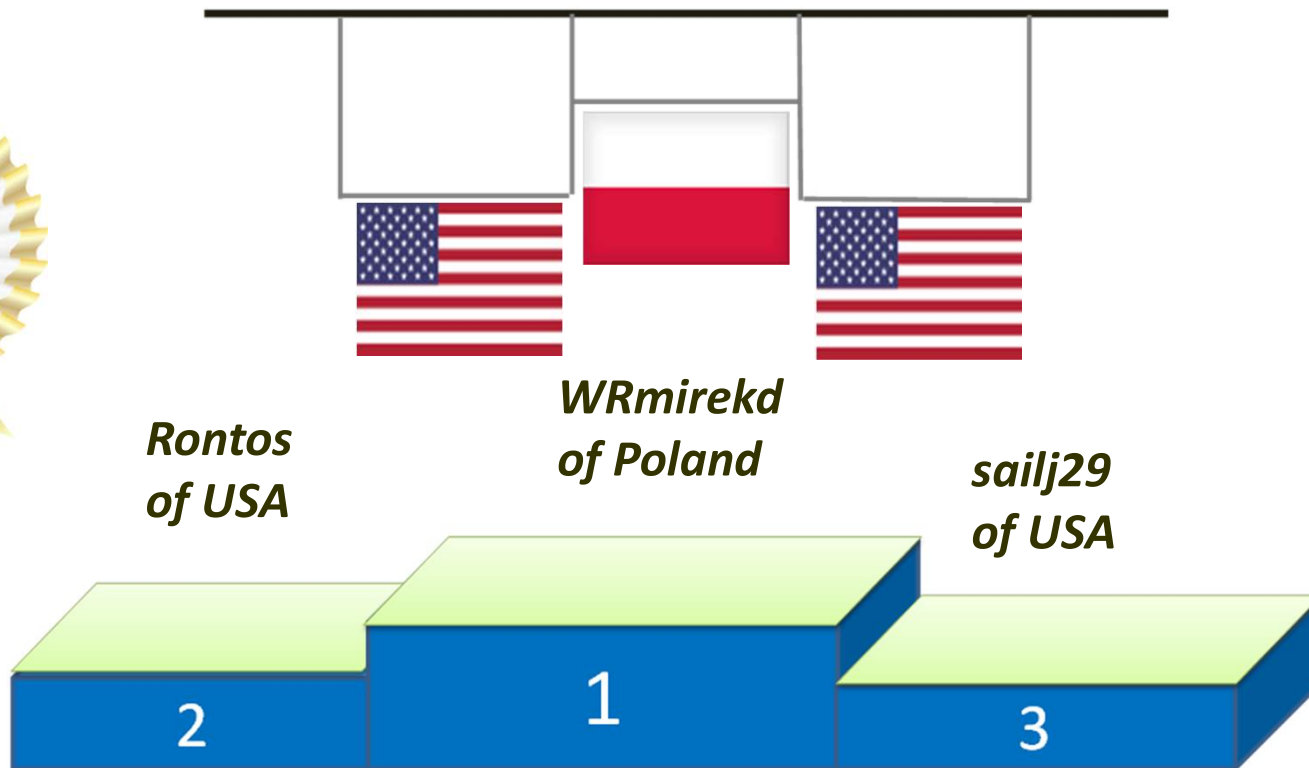 WRmirekd
of Poland
Rontos
of USA
sailj29
of USA
2
1
3